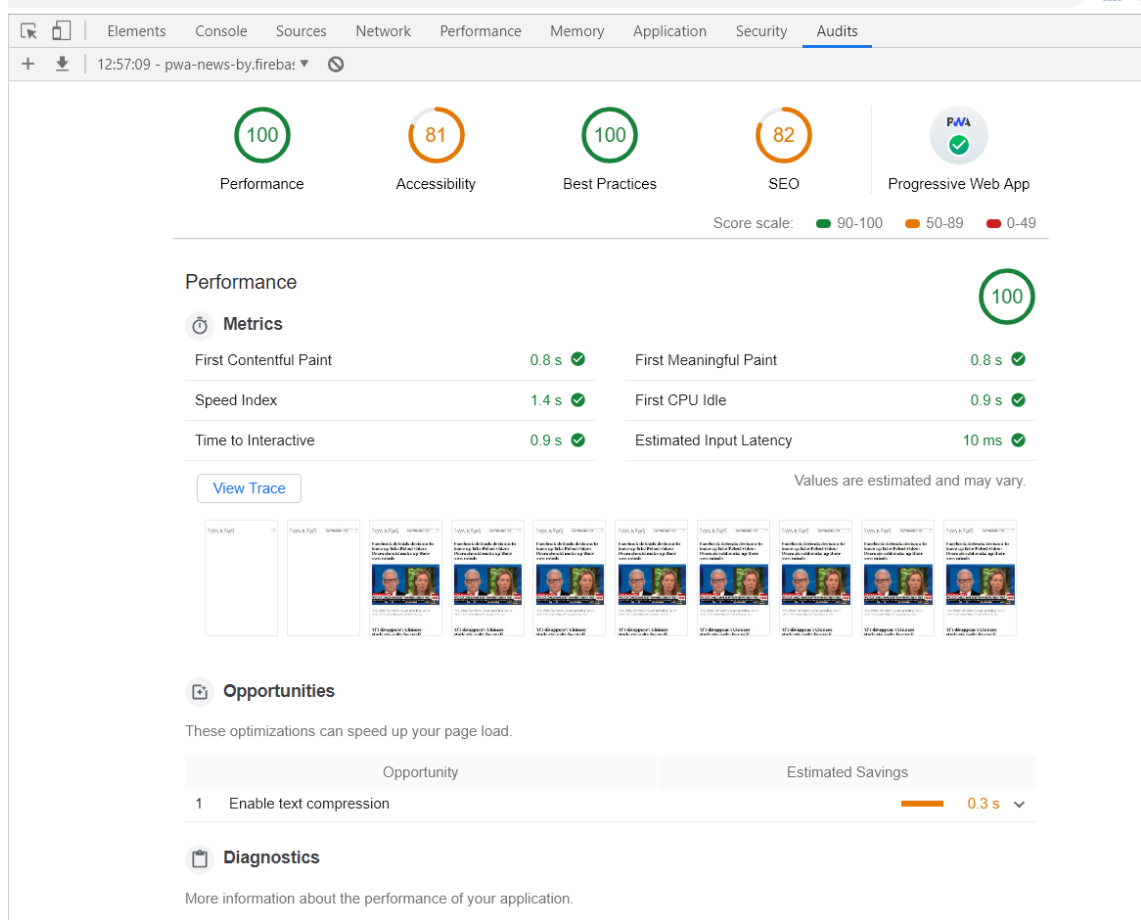 Elements Console Sources Network Performance Memory Application Security Audits
12:57:09 - pwa-news-by.fireba
100 81 100 82 PWA
Performance Accessibility Best Practices SEO Progressive Web App
Score scale: 90-100 50-89 0-49
Performance 100
Metrics
First Contentful Paint 0.8 s First Meaningful Paint 0.8 s
Speed Index 1.4 s First CPU Idle 0.9 s
Time to Interactive 0.9 s Estimated Input Latency 10 ms
View Trace Values are estimated and may vary.
Opportunities
These optimizations can speed up your page load.
Opportunity Estimated Savings
1 Enable text compression 0.3 s
Diagnostics
More information about the performance of your application.